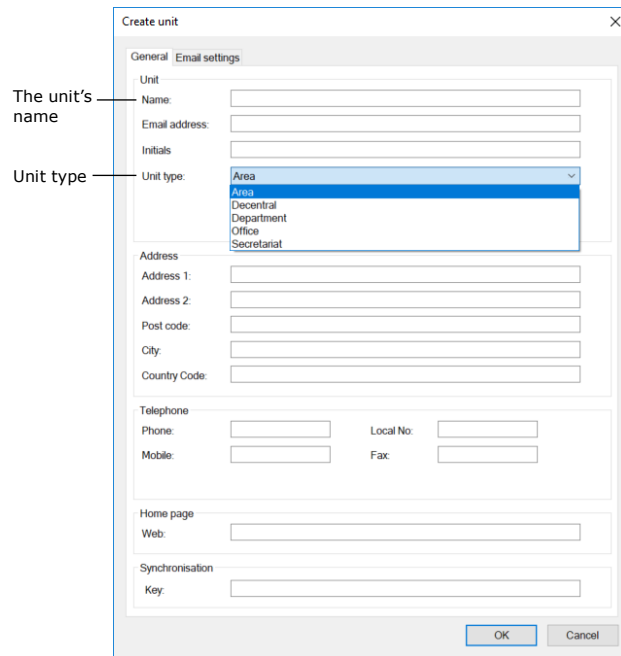 Create unit
General Email settings
Unit
The unit's
name
Name:
Email address:
Initials
Unit type
Unit type: Area
Area
Decentral
Department
Office
Secretariat
Address
Address 1:
Address 2:
Post code:
City:
Country Code:
Telephone
Phone: Local No:
Mobile: Fax:
Home page
Web:
Synchronisation
Key:
OK Cancel